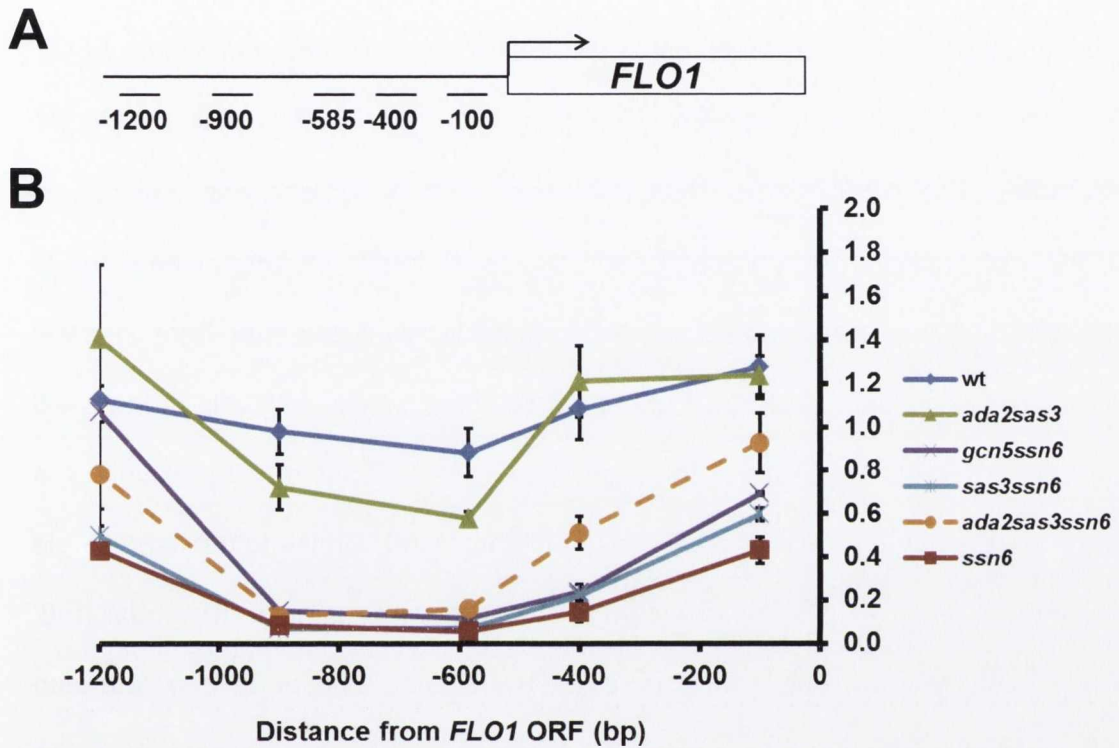 A
FLO1
-1200 -900 -585 -400 -100
B
2.0
1.8
1.6
1.4
1.2
1.0
0.8
0.6
0.4
0.2
0.0
wt
ada2sas3
gcn5ssn6
sas3ssn6
ada2sas3ssn6
ssn6
-1200 -1000 -800 -600 -400 -200 0
Distance from FLO1 ORF (bp)